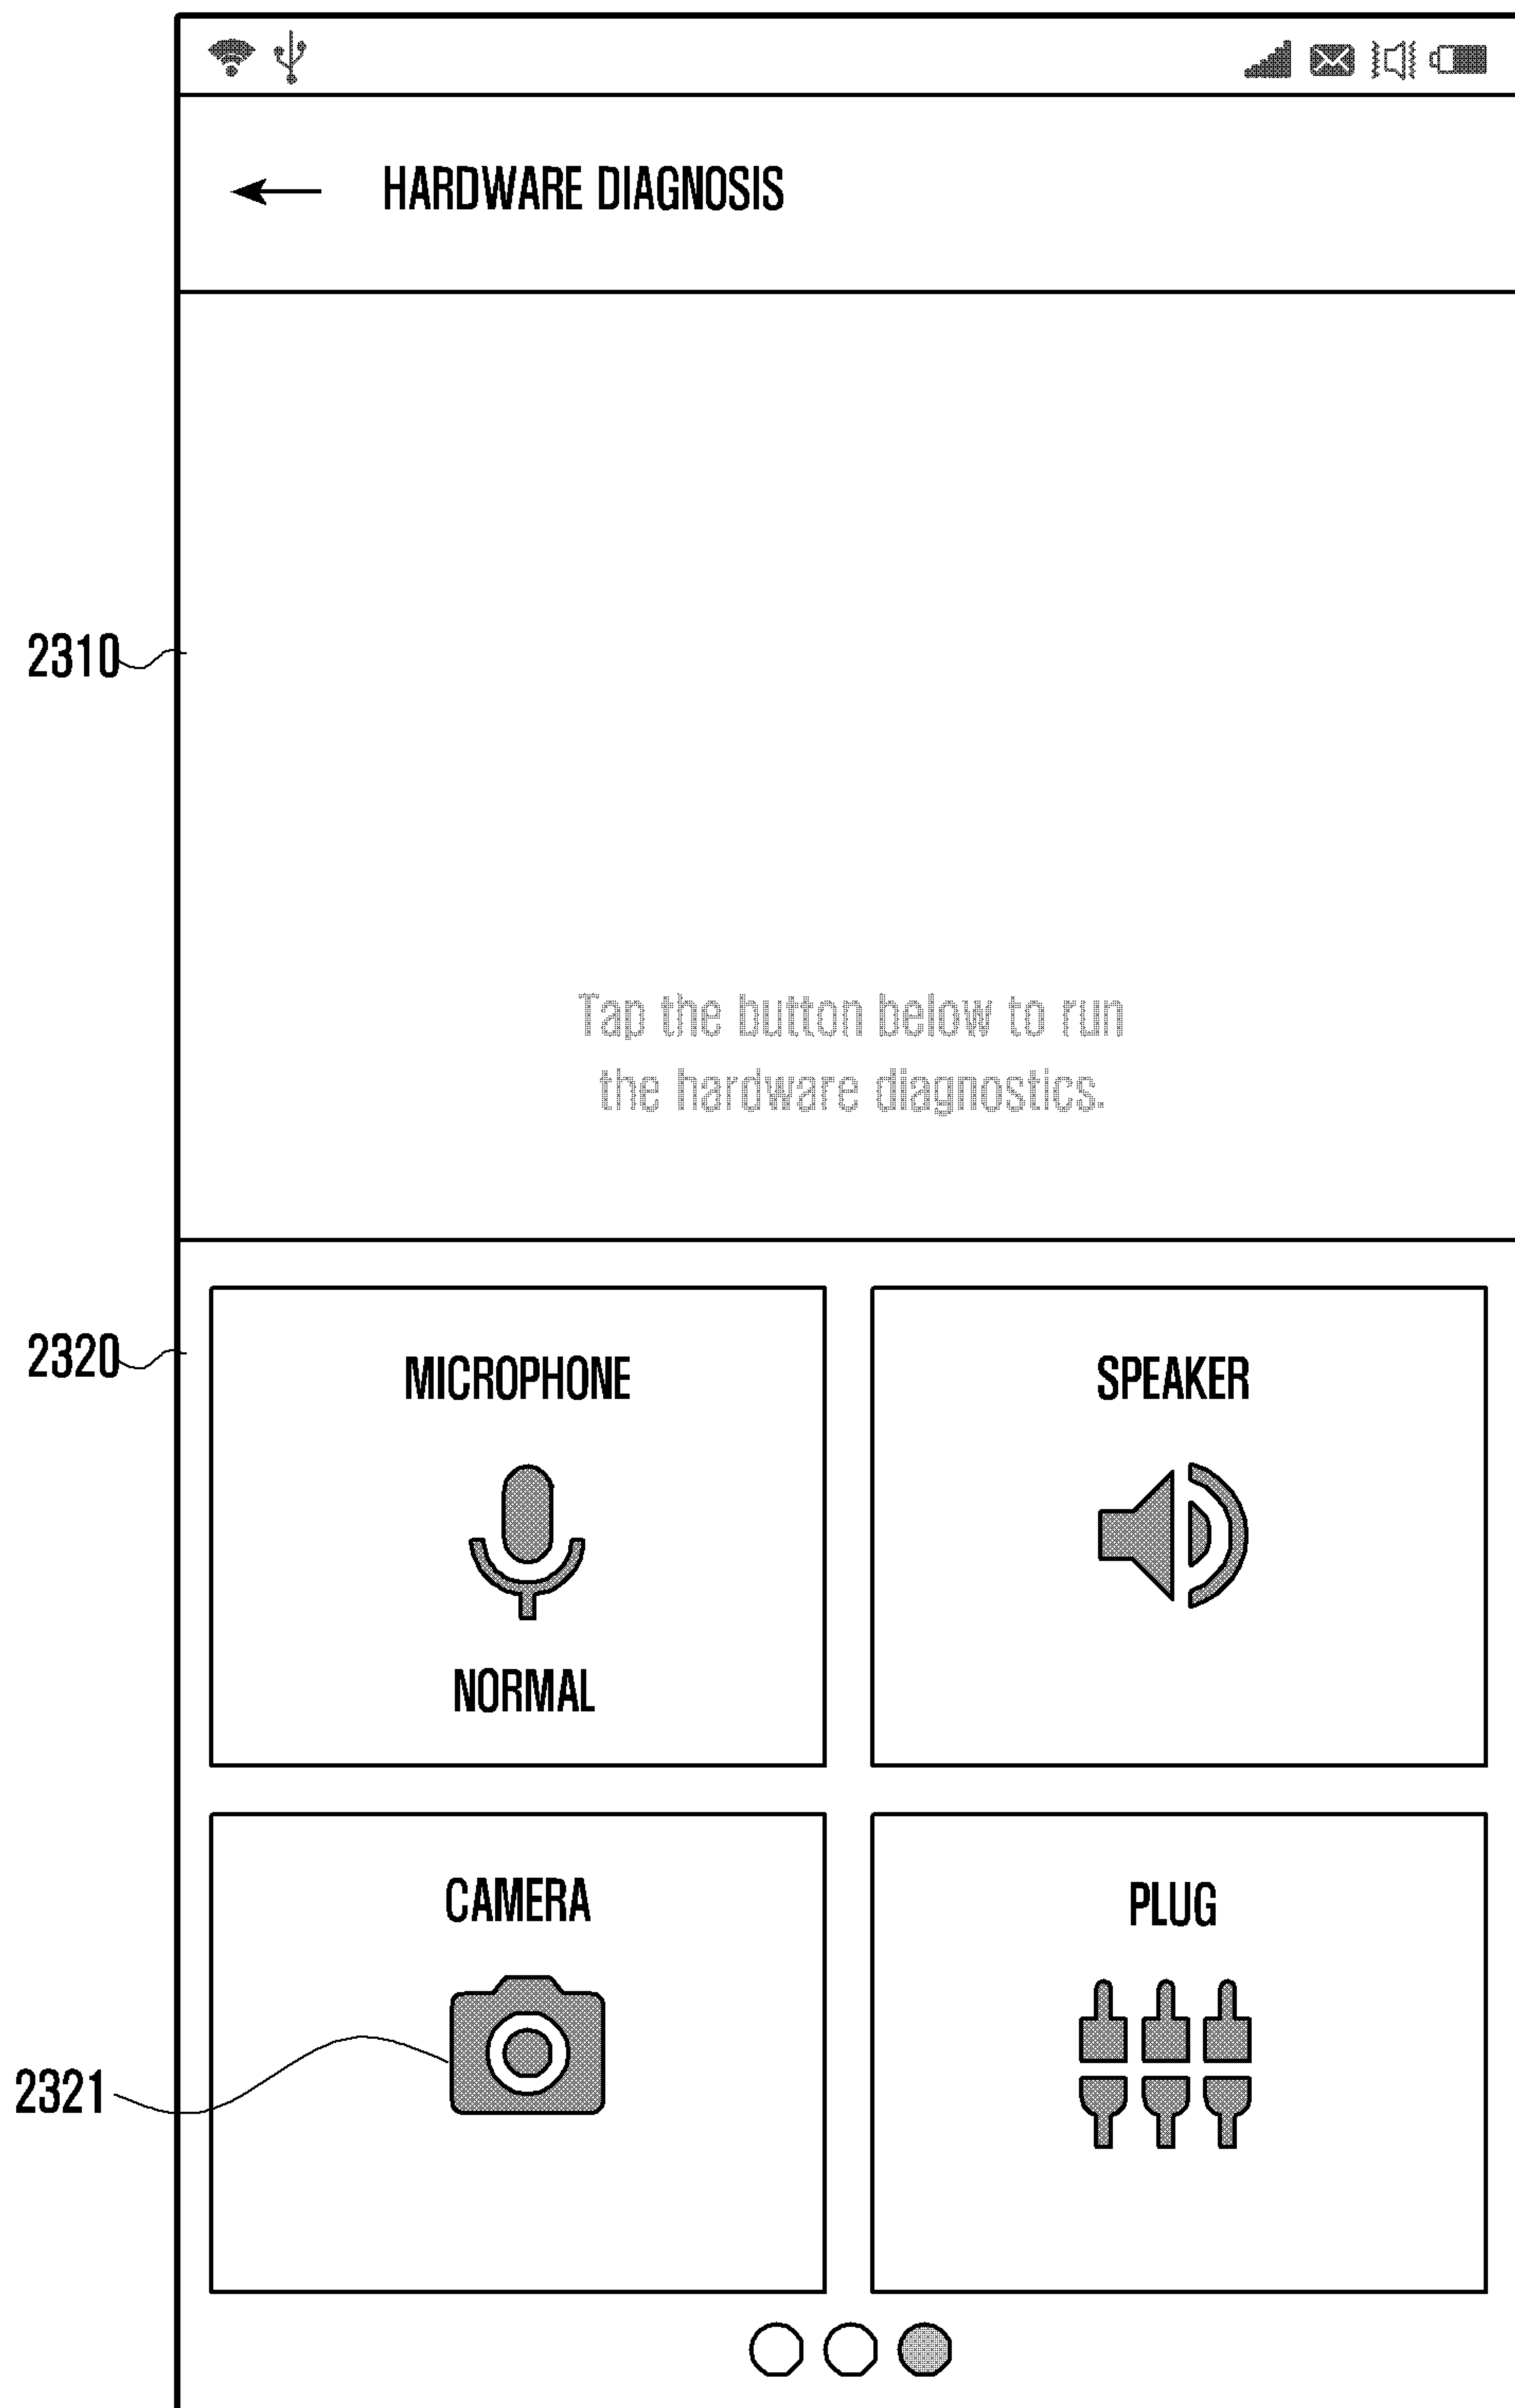 HARDWARE DIAGNOSIS
2310
Tap the button below to run
the hardware diagnostics.
2320
MICROPHONE
SPEAKER
NORMAL
CAMERA
PLUG
2321